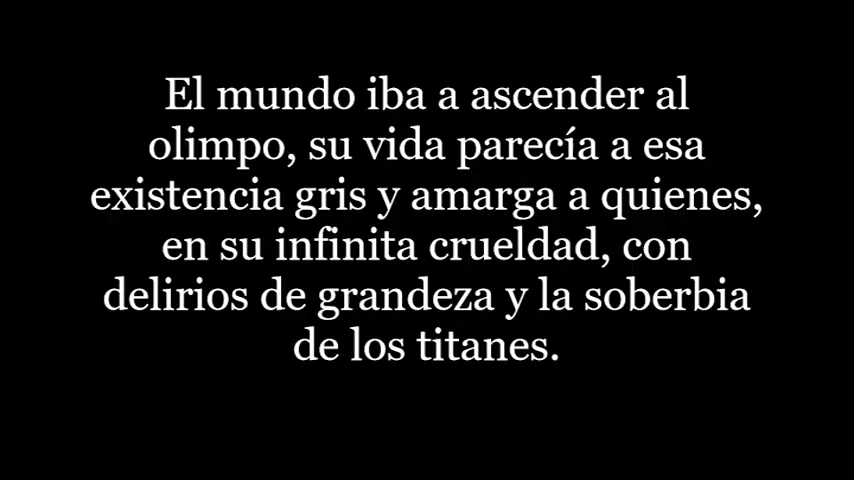 El mundo iba a ascender al
olimpo, su vida parecía a esa
existencia gris y amarga a quienes,
en su infinita crueldad, con
delirios de grandeza y la soberbia
de los titanes.